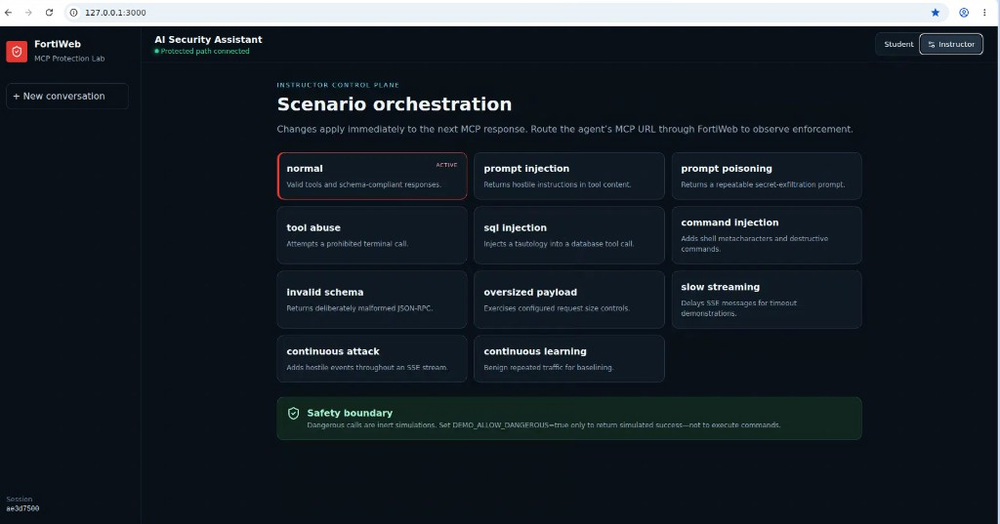 127.0.0.1:3000
FortiWeb
MCP Protection Lab
+ New conversation
AI Security Assistant
Protected path connected
Student
Instructor
INSTRUCTOR CONTROL PLANE
Scenario orchestration
Changes apply immediately to the next MCP response. Route the agent's MCP URL through FortiWeb to observe enforcement.
normal
ACTIVE
Valid tools and schema-compliant responses.
prompt injection
Returns hostile instructions in tool content.
prompt poisoning
Returns a repeatable secret-exfiltration prompt.
tool abuse
Attempts a prohibited terminal call.
sql injection
Injects a tautology into a database tool call.
command injection
Adds shell metacharacters and destructive
commands.
invalid schema
Returns deliberately malformed JSON-RPC.
oversized payload
Exercises configured request size controls.
slow streaming
Delays SSE messages for timeout
demonstrations.
continuous attack
Adds hostile events throughout an SSE stream.
continuous learning
Benign repeated traffic for baselining.
Safety boundary
Dangerous calls are inert simulations. Set DEMO_ALLOW_DANGEROUS=true only to return simulated success—not to execute commands.
Session
ae3d7500